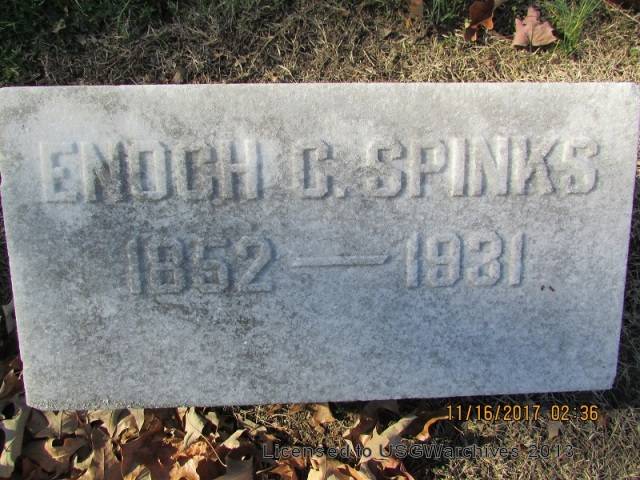 ENOCH C. SPINKS
1852 — 1931
11/16/2017 02:36
Licensed to USGWarchives 2013